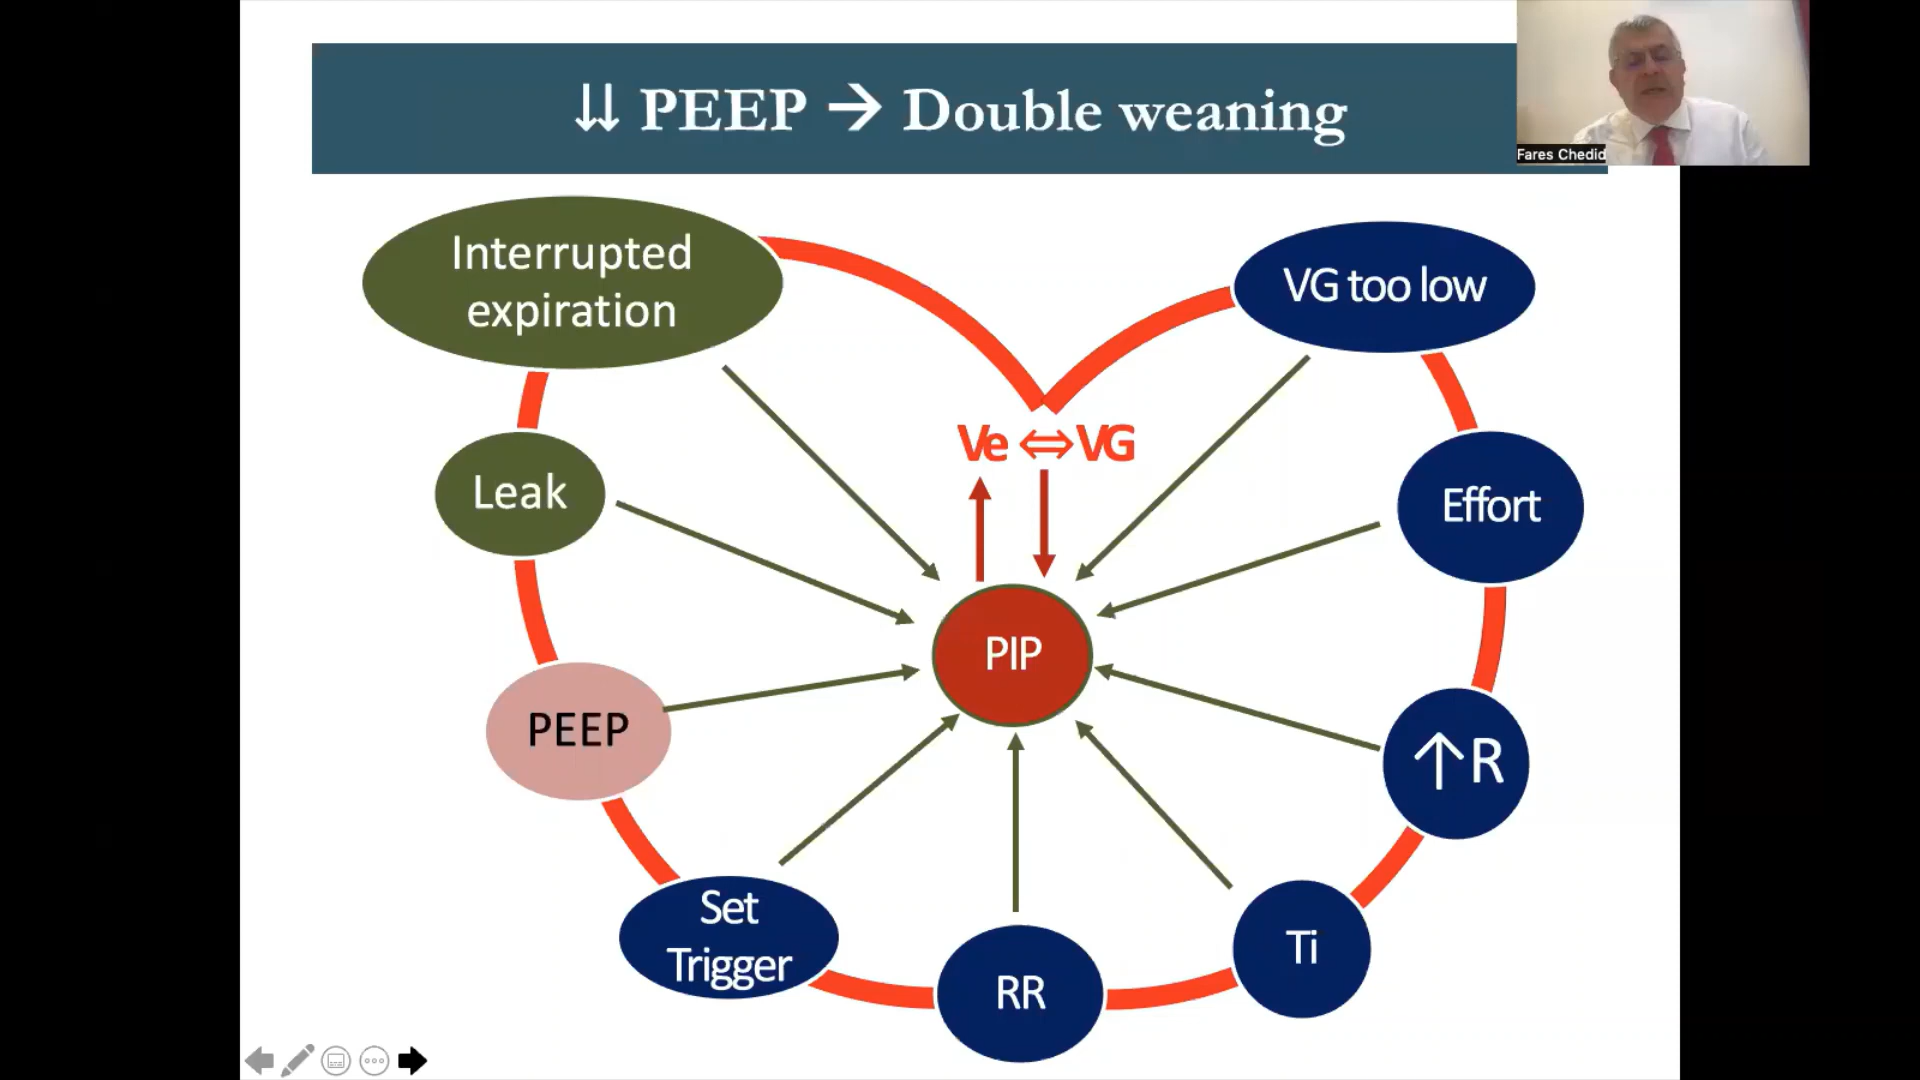 ⇊ PEEP → Double weaning
Fares Chedid
Interrupted
expiration
VG too low
Ve ⇔ VG
Leak
Effort
PIP
PEEP
↑R
Set
Trigger
RR
Ti